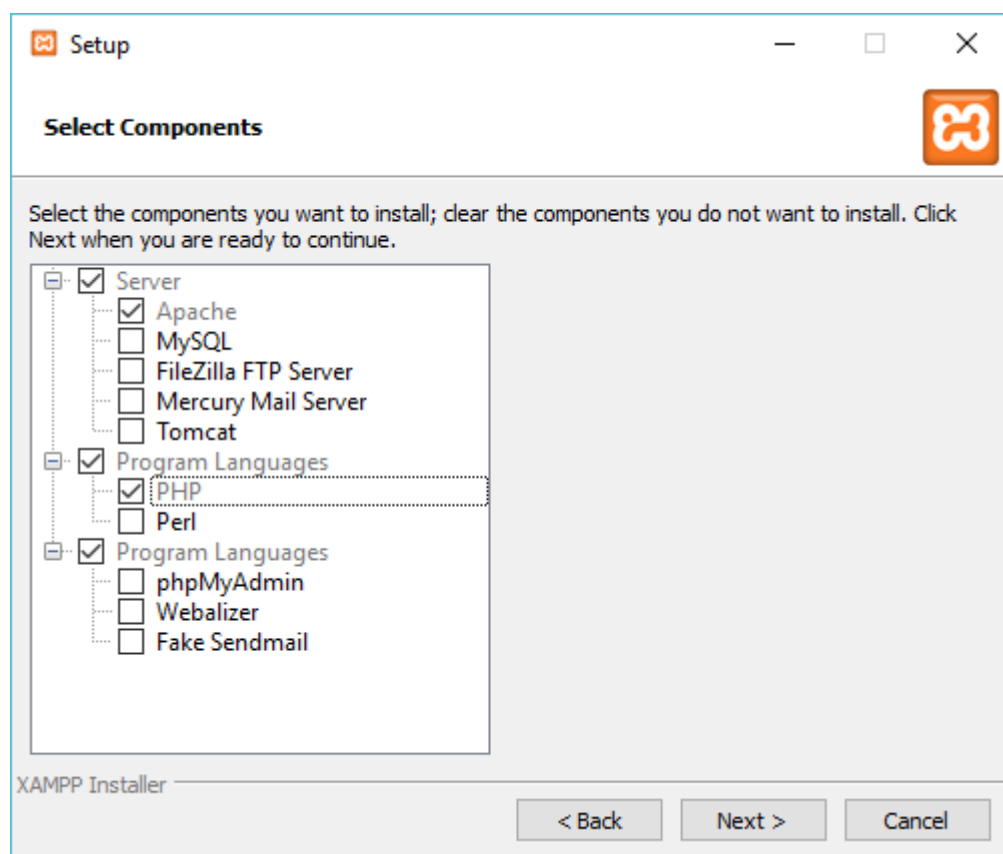 Setup
Select Components
Select the components you want to install; clear the components you do not want to install. Click
Next when you are ready to continue.
Server
Apache
MySQL
FileZilla FTP Server
Mercury Mail Server
Tomcat
Program Languages
PHP
Perl
Program Languages
phpMyAdmin
Webalizer
Fake Sendmail
XAMPP Installer
< Back
Next >
Cancel